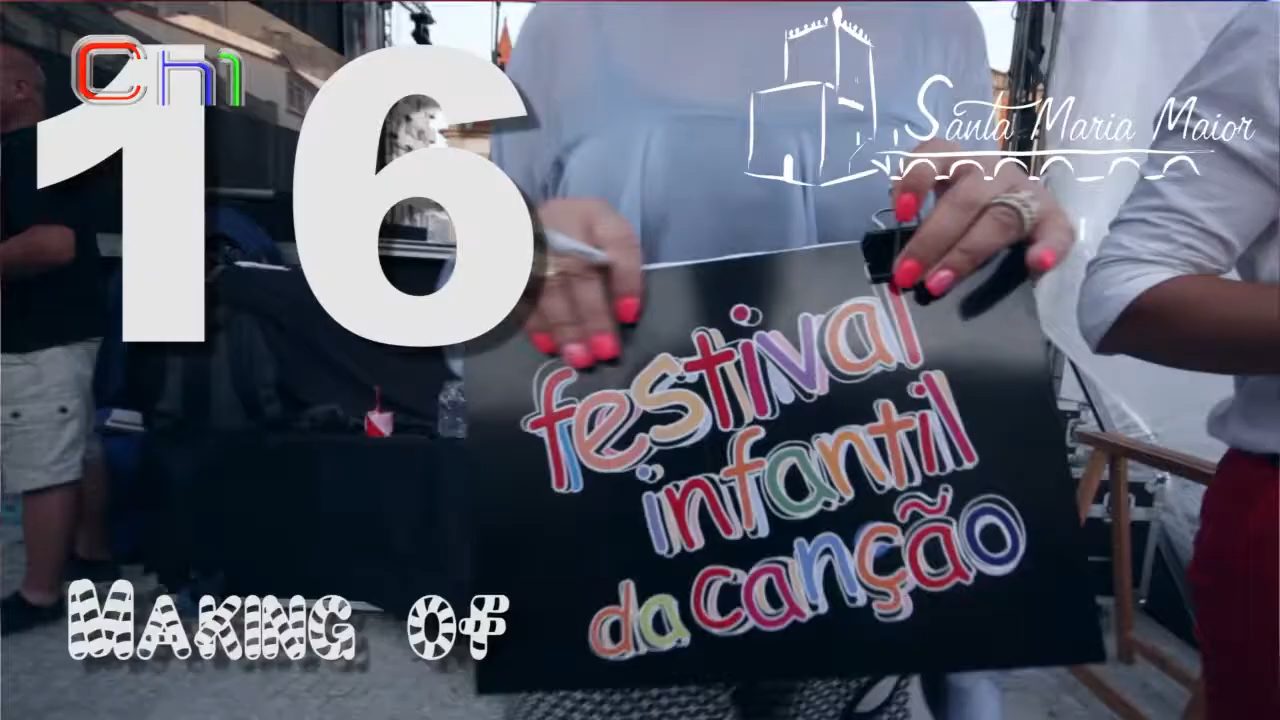 Ch1
16
Santa Maria Maior
festival
infantil
da canção
Making of